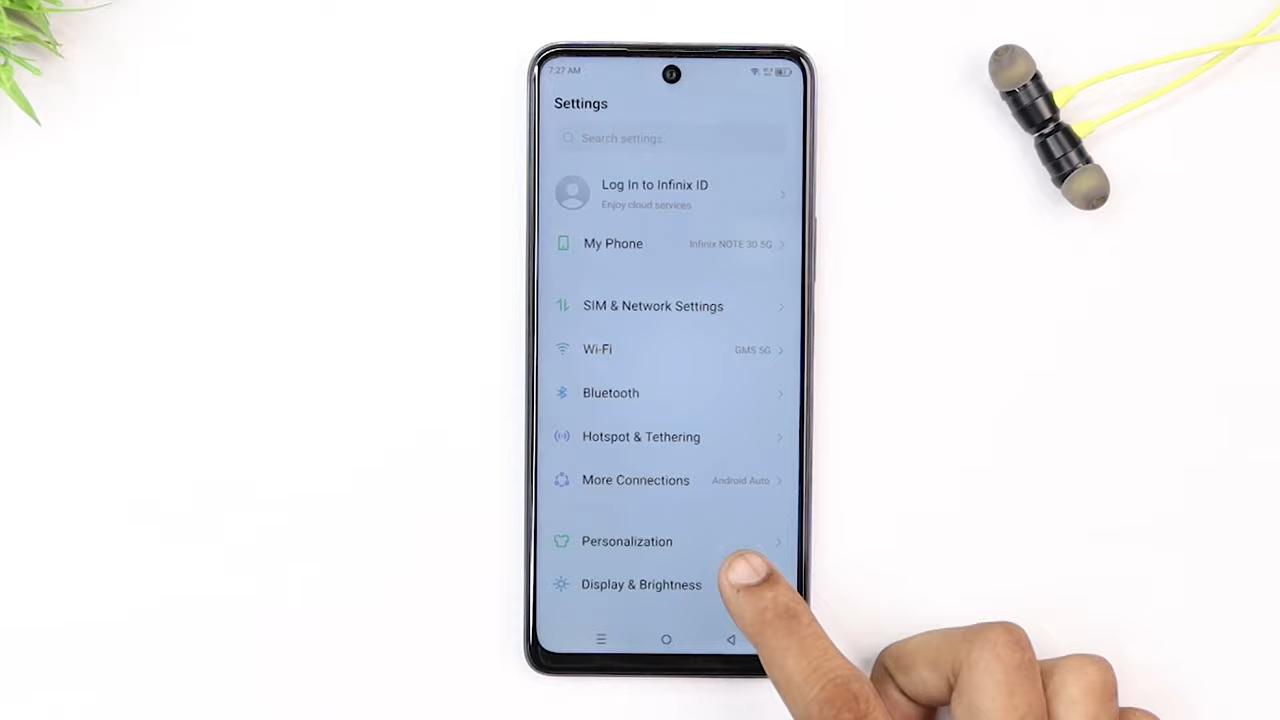 7:27 AM
Settings
Search settings
Log In to Infinix ID
Enjoy cloud services
My Phone
Infinix NOTE 30 5G
SIM & Network Settings
Wi-Fi
GMS 5G
Bluetooth
Hotspot & Tethering
More Connections
Android Auto
Personalization
Display & Brightness